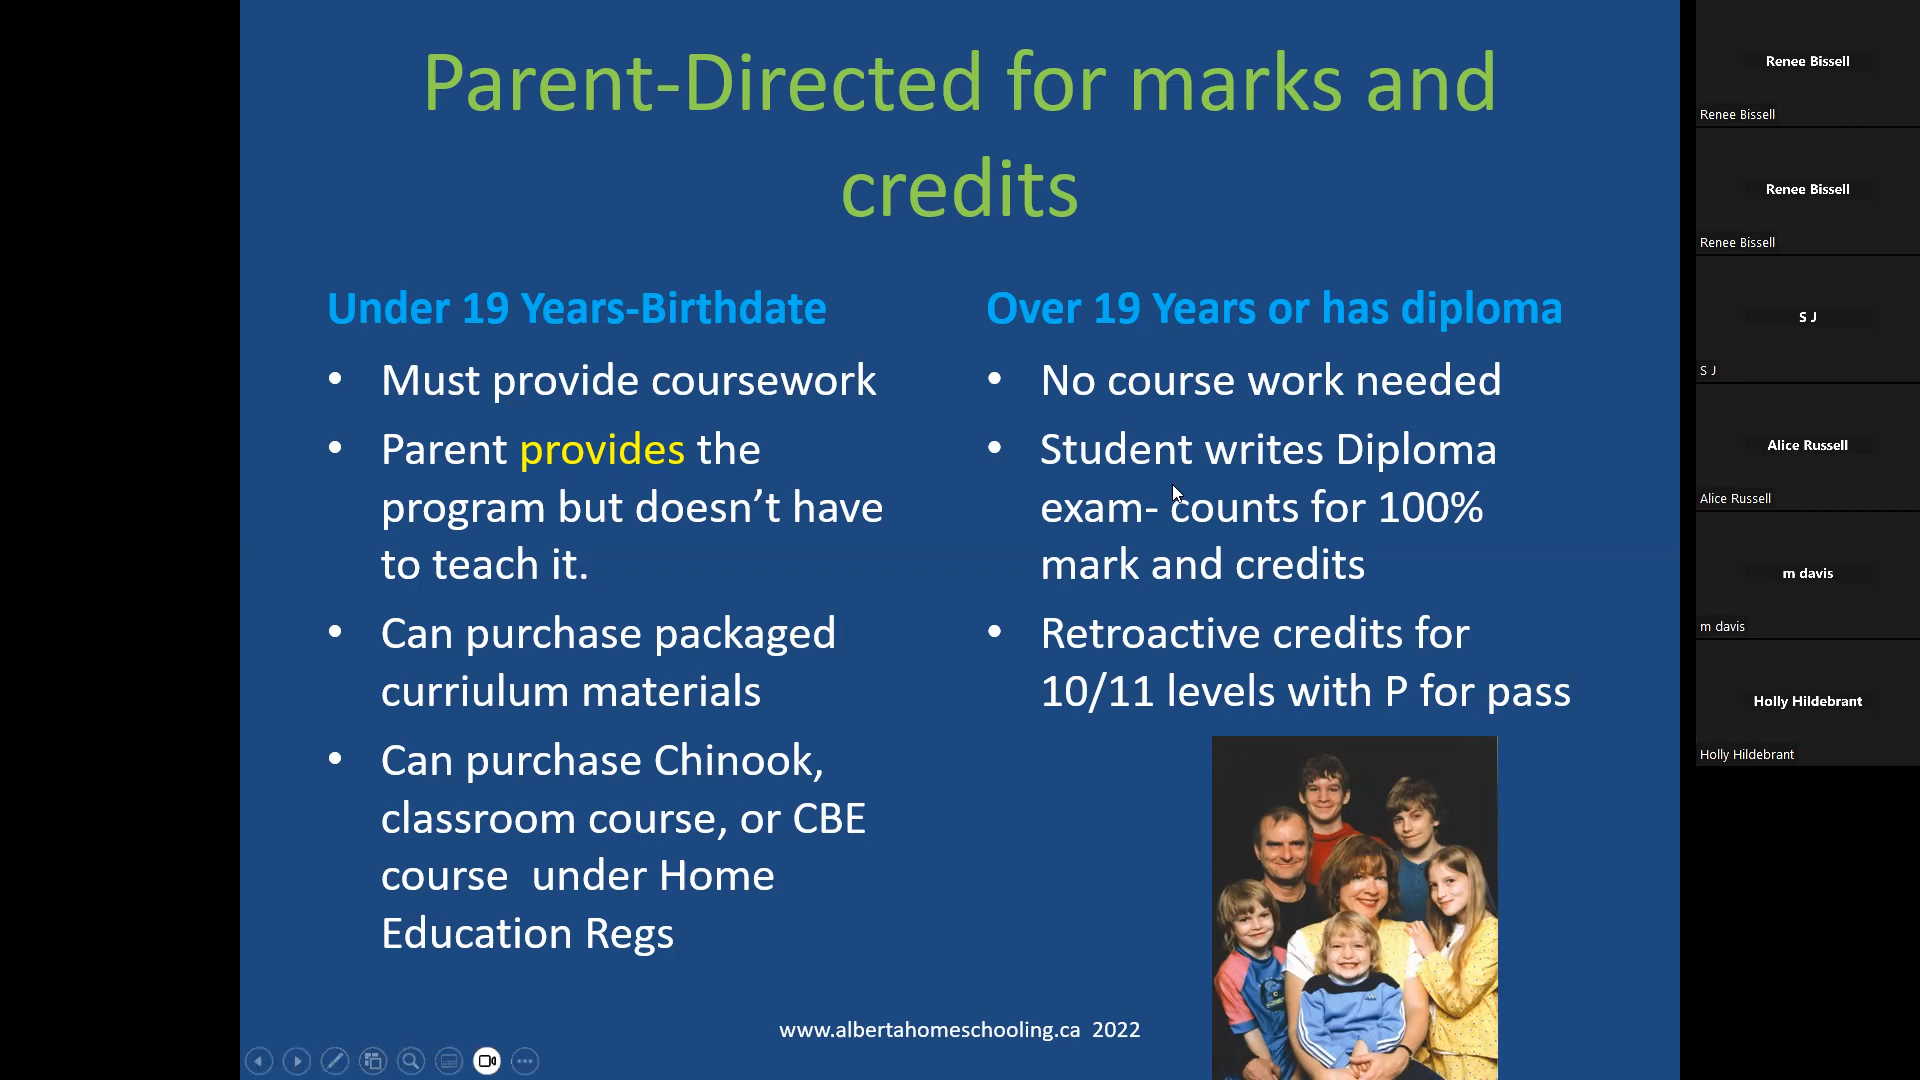 Parent-Directed for marks and
credits
Under 19 Years-Birthdate
• Must provide coursework
• Parent provides the
program but doesn’t have
to teach it.
• Can purchase packaged
curriulum materials
• Can purchase Chinook,
classroom course, or CBE
course  under Home
Education Regs
Over 19 Years or has diploma
• No course work needed
• Student writes Diploma
exam- counts for 100%
mark and credits
• Retroactive credits for
10/11 levels with P for pass
www.albertahomeschooling.ca  2022
Renee Bissell
Renee Bissell
Renee Bissell
Renee Bissell
S J
S J
Alice Russell
Alice Russell
m davis
m davis
Holly Hildebrant
Holly Hildebrant